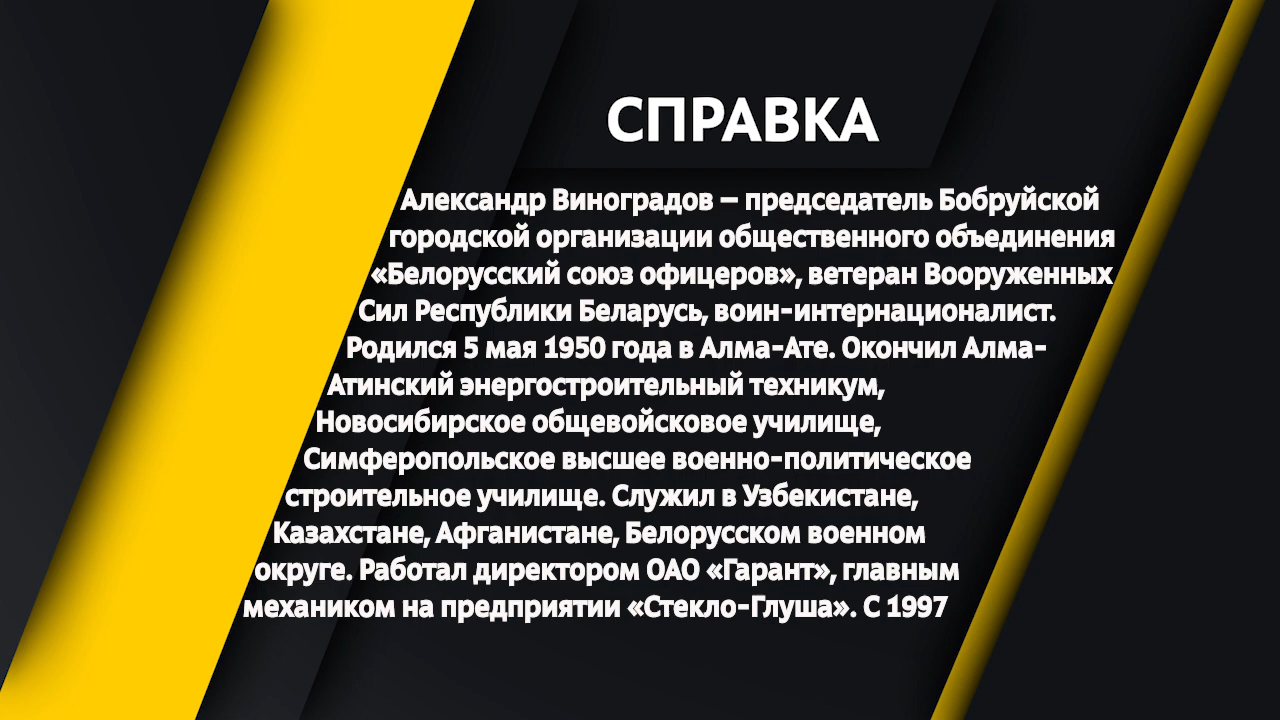 СПРАВКА
Александр Виноградов – председатель Бобруйской
городской организации общественного объединения
«Белорусский союз офицеров», ветеран Вооруженных
Сил Республики Беларусь, воин-интернационалист.
Родился 5 мая 1950 года в Алма-Ате. Окончил Алма-
Атинский энергостроительный техникум,
Новосибирское общевойсковое училище,
Симферопольское высшее военно-политическое
строительное училище. Служил в Узбекистане,
Казахстане, Афганистане, Белорусском военном
округе. Работал директором ОАО «Гарант», главным
механиком на предприятии «Стекло-Глуша». С 1997